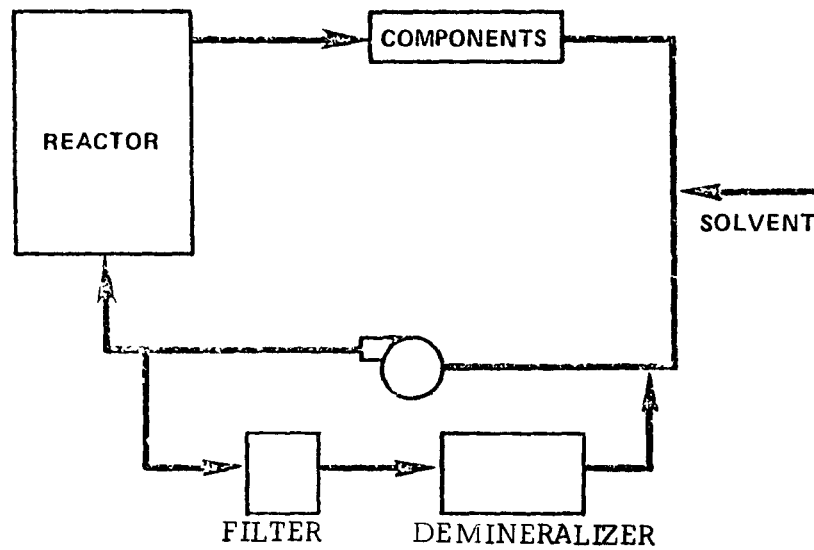 COMPONENTS
REACTOR
SOLVENT
FILTER
DEMINERALIZER